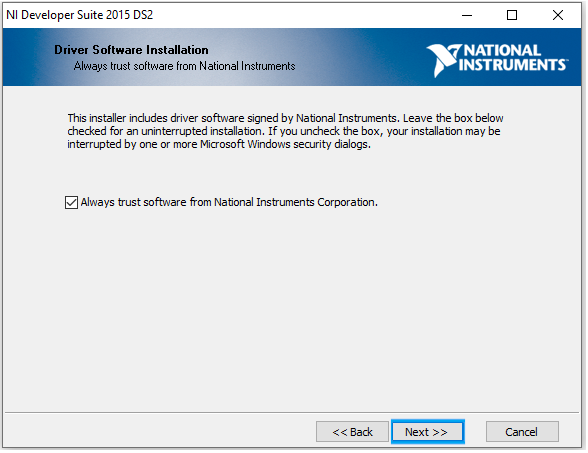 NI Developer Suite 2015 DS2
Driver Software Installation
Always trust software from National Instruments
NATIONAL
INSTRUMENTS™
This installer includes driver software signed by National Instruments. Leave the box below
checked for an uninterrupted installation. If you uncheck the box, your installation may be
interrupted by one or more Microsoft Windows security dialogs.
Always trust software from National Instruments Corporation.
<< Back
Next >>
Cancel